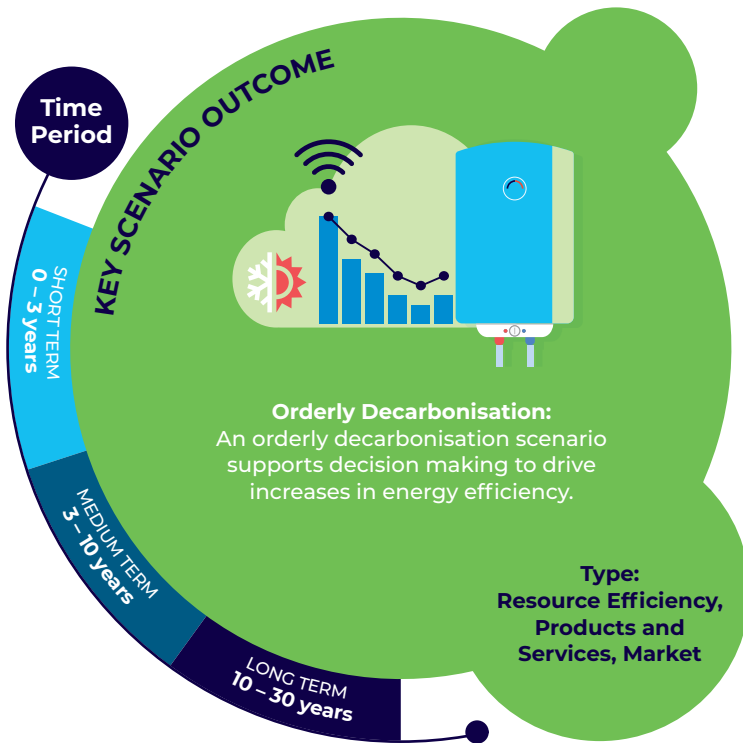 Time
Period
KEY SCENARIO OUTCOME
SHORT TERM
0 – 3 years
MEDIUM TERM
3 – 10 years
LONG TERM
10 – 30 years
Orderly Decarbonisation:
An orderly decarbonisation scenario
supports decision making to drive
increases in energy efficiency.
Type:
Resource Efficiency,
Products and
Services, Market